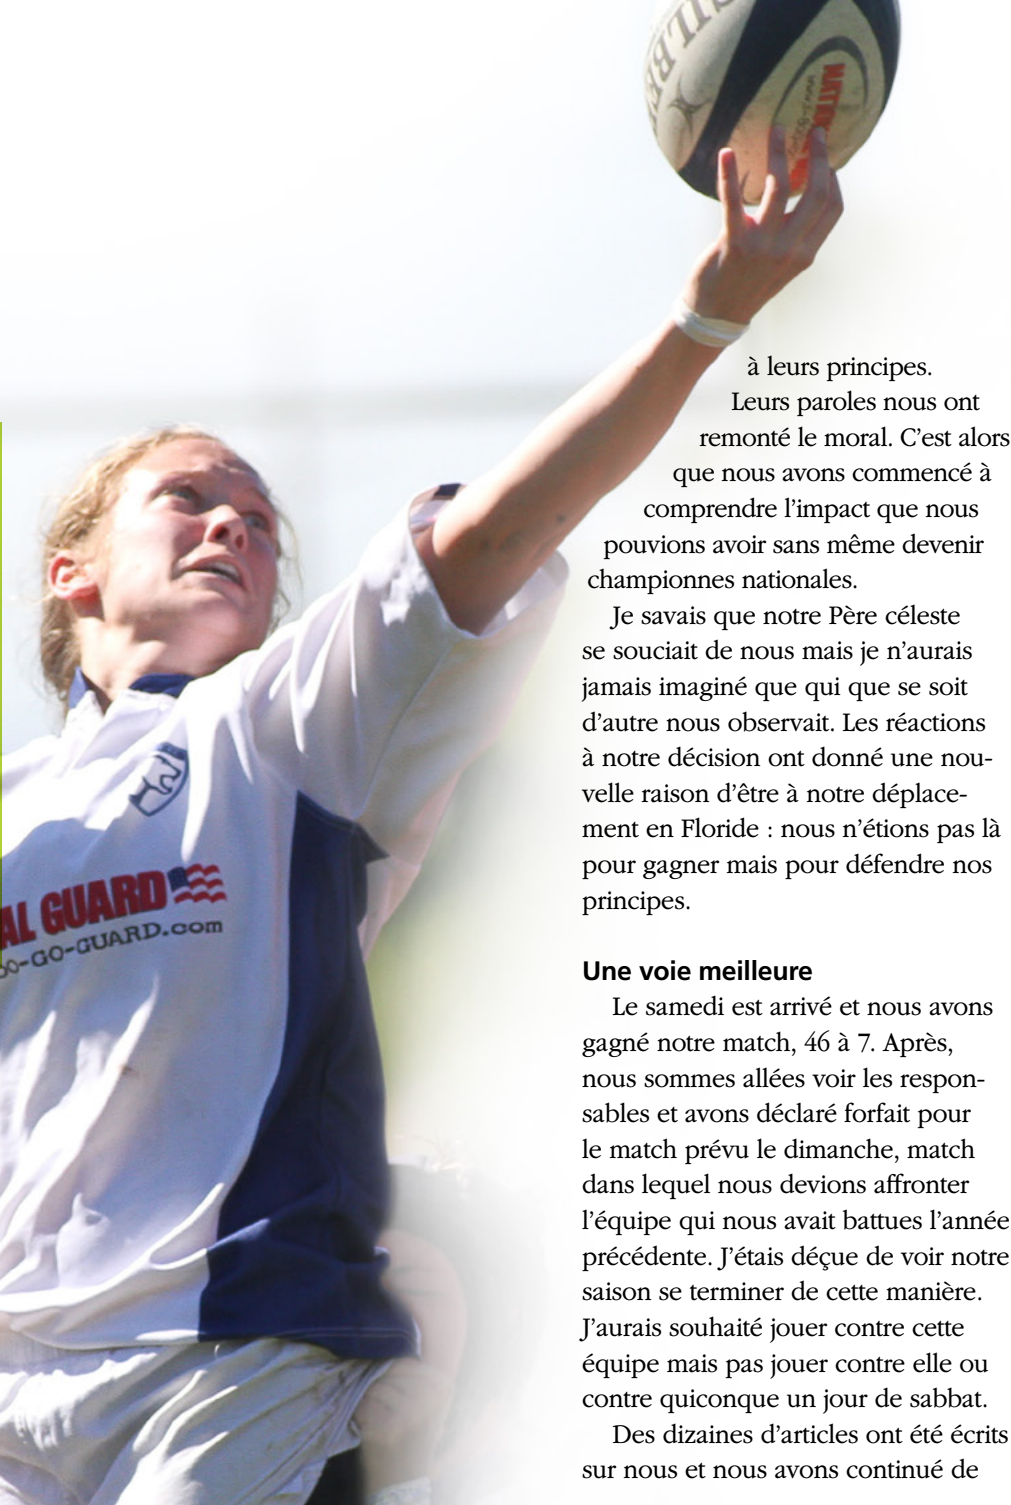 SILBE
NATIO
à leurs principes.
Leurs paroles nous ont
remonté le moral. C’est alors
que nous avons commencé à
comprendre l’impact que nous
pouvions avoir sans même devenir
championnes nationales.
Je savais que notre Père céleste
se souciait de nous mais je n’aurais
jamais imaginé que qui que se soit
d’autre nous observait. Les réactions
à notre décision ont donné une nou-
velle raison d’être à notre déplace-
ment en Floride : nous n’étions pas là
pour gagner mais pour défendre nos
principes.
Une voie meilleure
Le samedi est arrivé et nous avons
gagné notre match, 46 à 7. Après,
nous sommes allées voir les respon-
sables et avons déclaré forfait pour
le match prévu le dimanche, match
dans lequel nous devions affronter
l’équipe qui nous avait battues l’année
précédente. J’étais déçue de voir notre
saison se terminer de cette manière.
J’aurais souhaité jouer contre cette
équipe mais pas jouer contre elle ou
contre quiconque un jour de sabbat.
Des dizaines d’articles ont été écrits
sur nous et nous avons continué de
AL GUARD
00-GO-GUARD.com